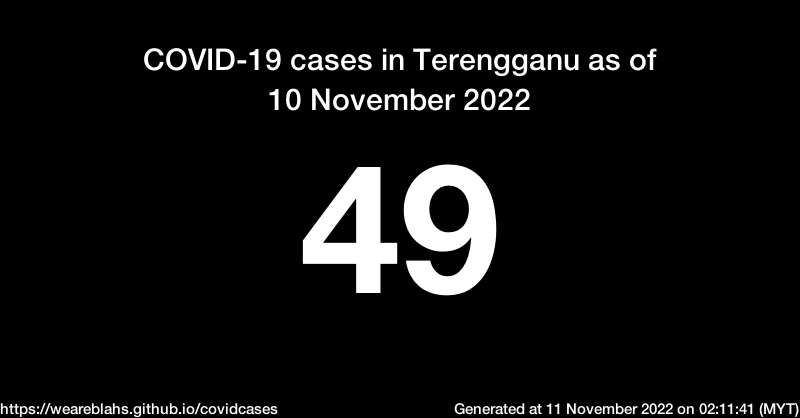 COVID-19 cases in Terengganu as of
10 November 2022
49
https://weareblahs.github.io/covidcases
Generated at 11 November 2022 on 02:11:41 (MYT)